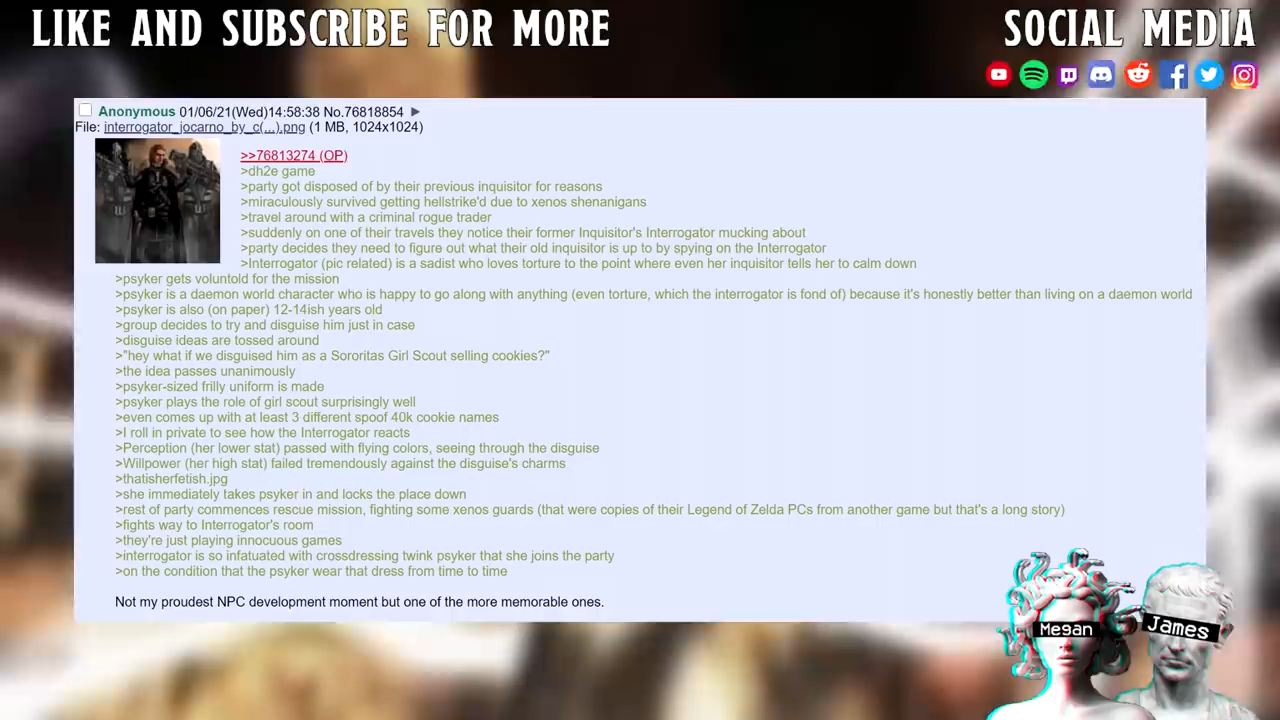 LIKE AND SUBSCRIBE FOR MORE
SOCIAL MEDIA
Anonymous 01/06/21(Wed)14:58:38 No.76818854 ▶
File: interrogator_jocarno_by_c(...).png (1 MB, 1024x1024)
>>76813274 (OP)
>dh2e game
>party got disposed of by their previous inquisitor for reasons
>miraculously survived getting hellstrike'd due to xenos shenanigans
>travel around with a criminal rogue trader
>suddenly on one of their travels they notice their former Inquisitor's Interrogator mucking about
>party decides they need to figure out what their old inquisitor is up to by spying on the Interrogator
>Interrogator (pic related) is a sadist who loves torture to the point where even her inquisitor tells her to calm down
>psyker gets voluntold for the mission
>psyker is a daemon world character who is happy to go along with anything (even torture, which the interrogator is fond of) because it's honestly better than living on a daemon world
>psyker is also (on paper) 12-14ish years old
>group decides to try and disguise him just in case
>disguise ideas are tossed around
>"hey what if we disguised him as a Sororitas Girl Scout selling cookies?"
>the idea passes unanimously
>psyker-sized frilly uniform is made
>psyker plays the role of girl scout surprisingly well
>even comes up with at least 3 different spoof 40k cookie names
>I roll in private to see how the Interrogator reacts
>Perception (her lower stat) passed with flying colors, seeing through the disguise
>Willpower (her high stat) failed tremendously against the disguise's charms
>thatisherfetish.jpg
>she immediately takes psyker in and locks the place down
>rest of party commences rescue mission, fighting some xenos guards (that were copies of their Legend of Zelda PCs from another game but that's a long story)
>fights way to Interrogator's room
>they're just playing innocuous games
>interrogator is so infatuated with crossdressing twink psyker that she joins the party
>on the condition that the psyker wear that dress from time to time
Not my proudest NPC development moment but one of the more memorable ones.
Megan
James